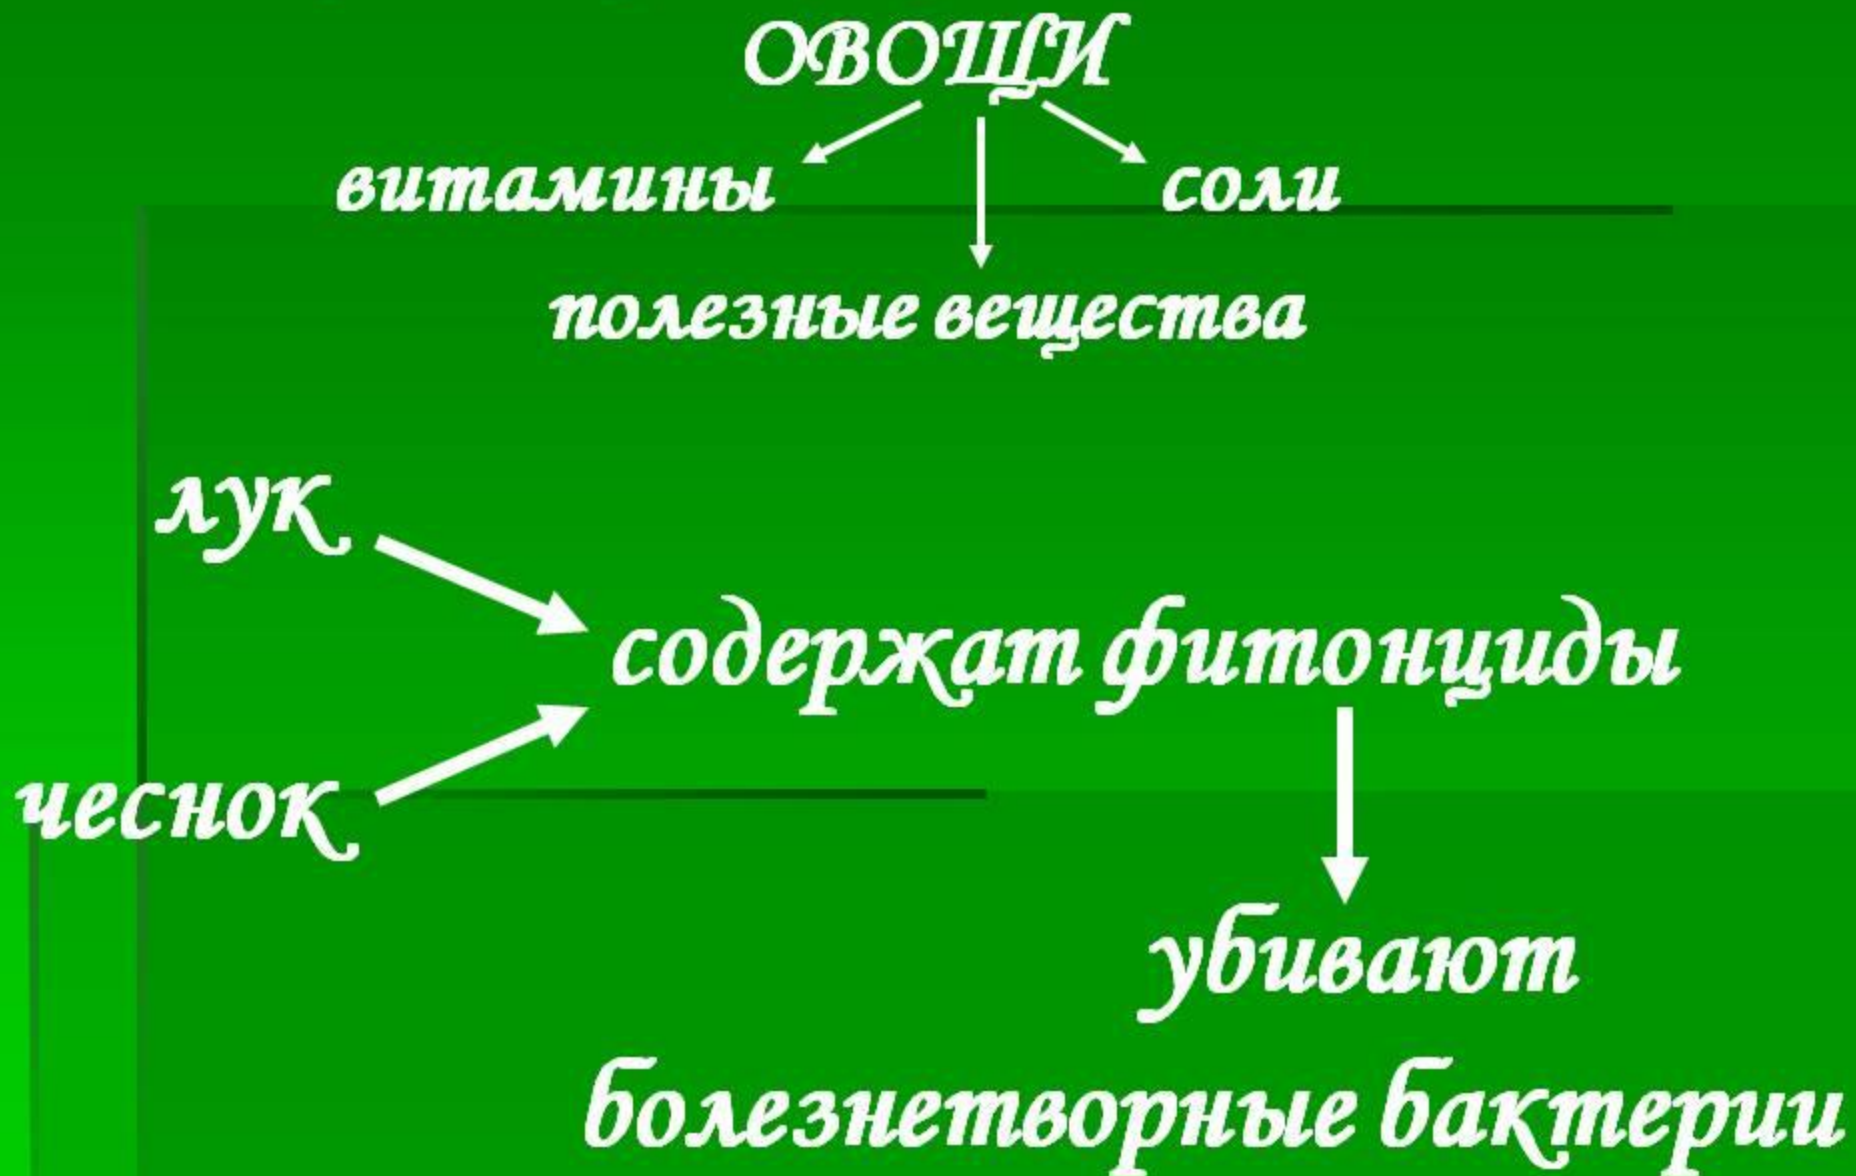 ОВОЩИ
витамины соли
полезные вещества
лук
содержат фитонциды
чеснок
убивают
болезнетворные бактерии